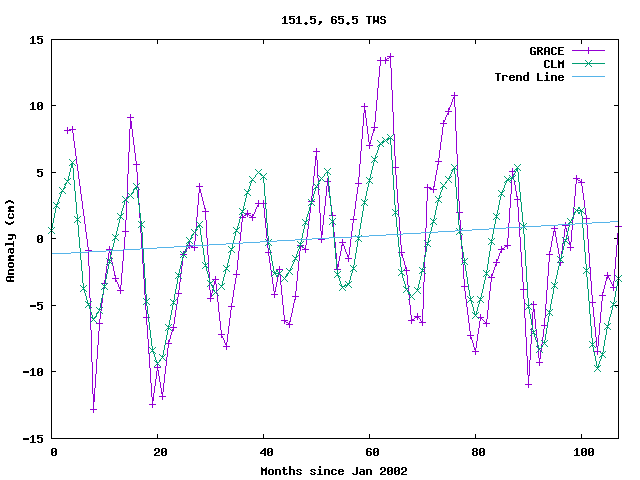 151.5, 65.5 TWS
GRACE
CLM
Trend Line
15
10
5
0
-5
-10
-15
Anomaly (cm)
0 20 40 60 80 100
Months since Jan 2002